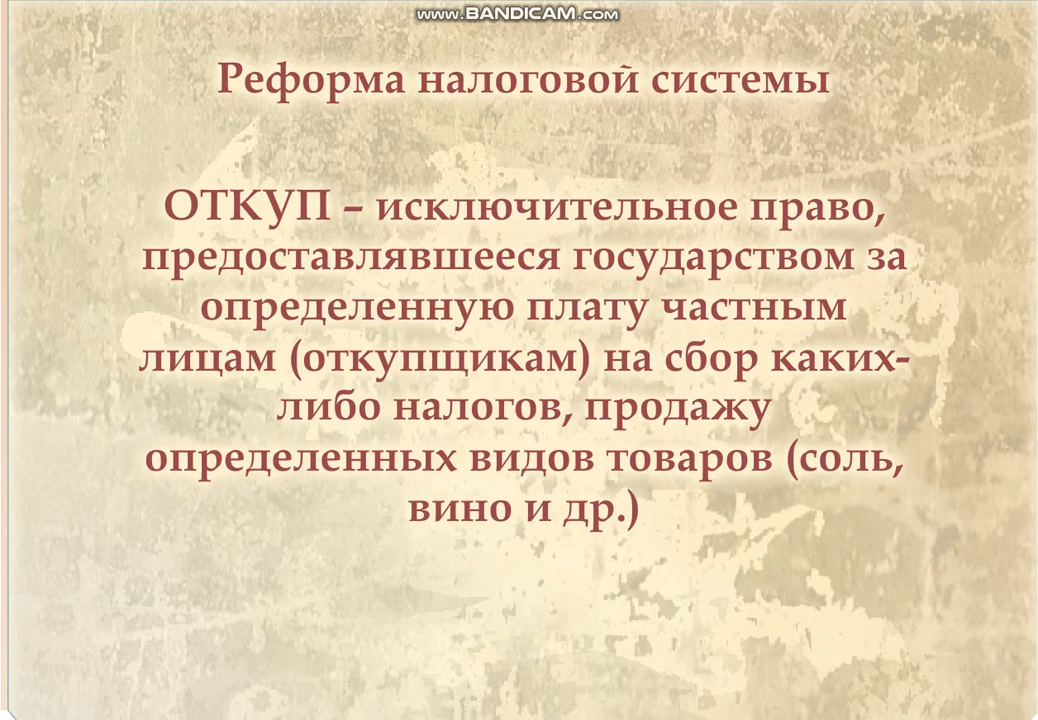 www.BANDICAM.com
Реформа налоговой системы
ОТКУП – исключительное право,
предоставлявшееся государством за
определенную плату частным
лицам (откупщикам) на сбор каких-
либо налогов, продажу
определенных видов товаров (соль,
вино и др.)